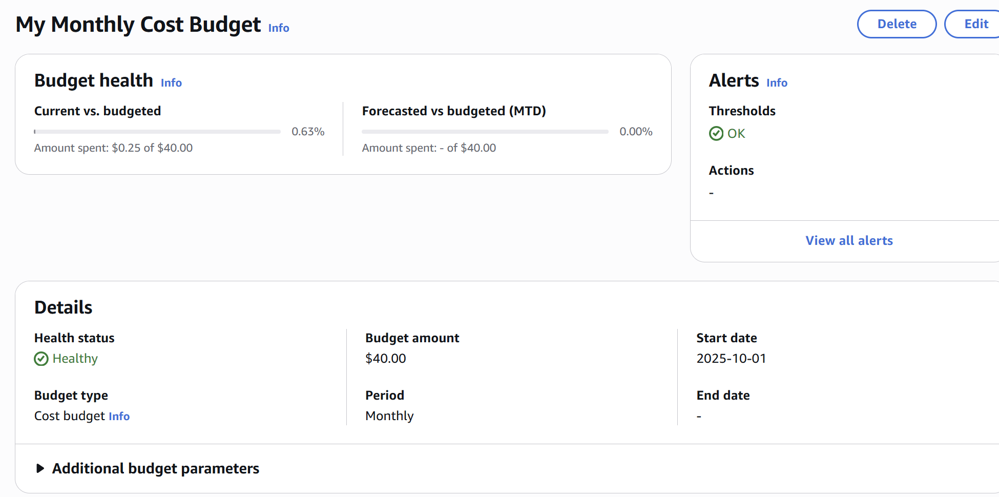 My Monthly Cost Budget Info
Delete
Edit
Budget health Info
Current vs. budgeted
0.63%
Amount spent: $0.25 of $40.00
Forecasted vs budgeted (MTD)
0.00%
Amount spent: - of $40.00
Alerts Info
Thresholds
OK
Actions
-
View all alerts
Details
Health status
Healthy
Budget type
Cost budget Info
Budget amount
$40.00
Period
Monthly
Start date
2025-10-01
End date
-
Additional budget parameters